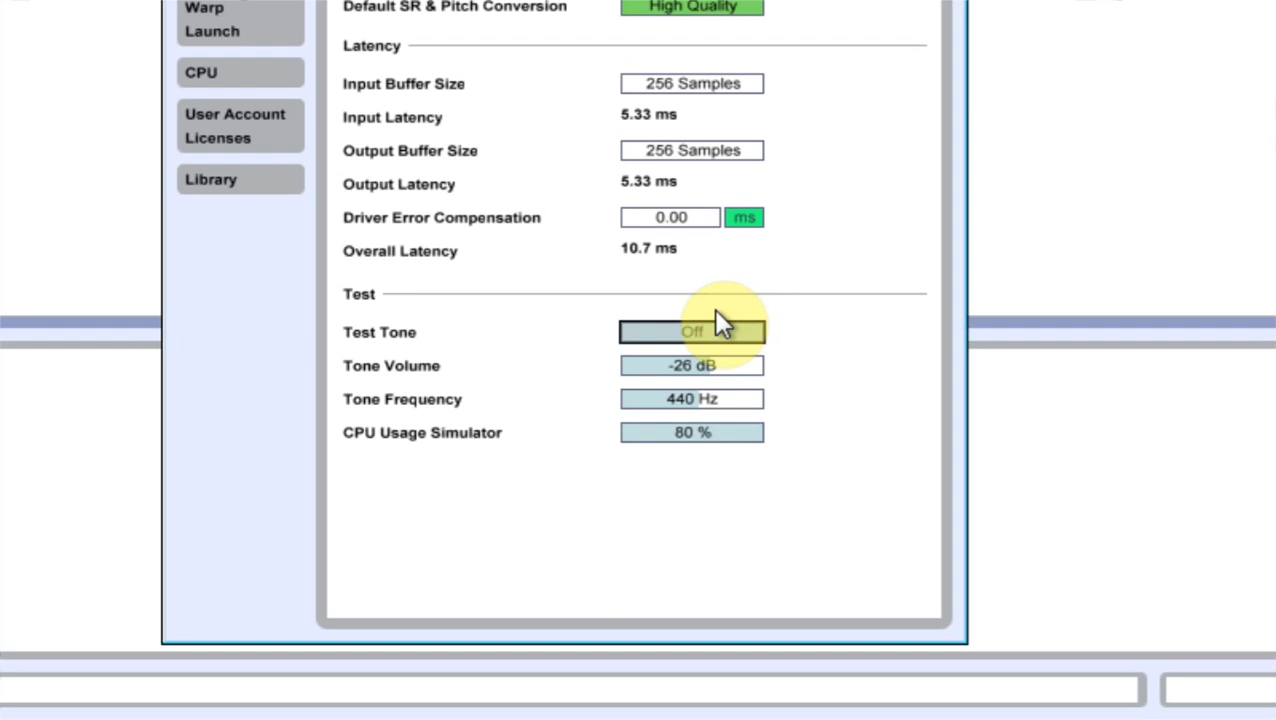 Warp
Launch
CPU
User Account
Licenses
Library
Default SR & Pitch Conversion High Quality
Latency
Input Buffer Size 256 Samples
Input Latency 5.33 ms
Output Buffer Size 256 Samples
Output Latency 5.33 ms
Driver Error Compensation 0.00 ms
Overall Latency 10.7 ms
Test
Test Tone Off
Tone Volume -26 dB
Tone Frequency 440 Hz
CPU Usage Simulator 80 %